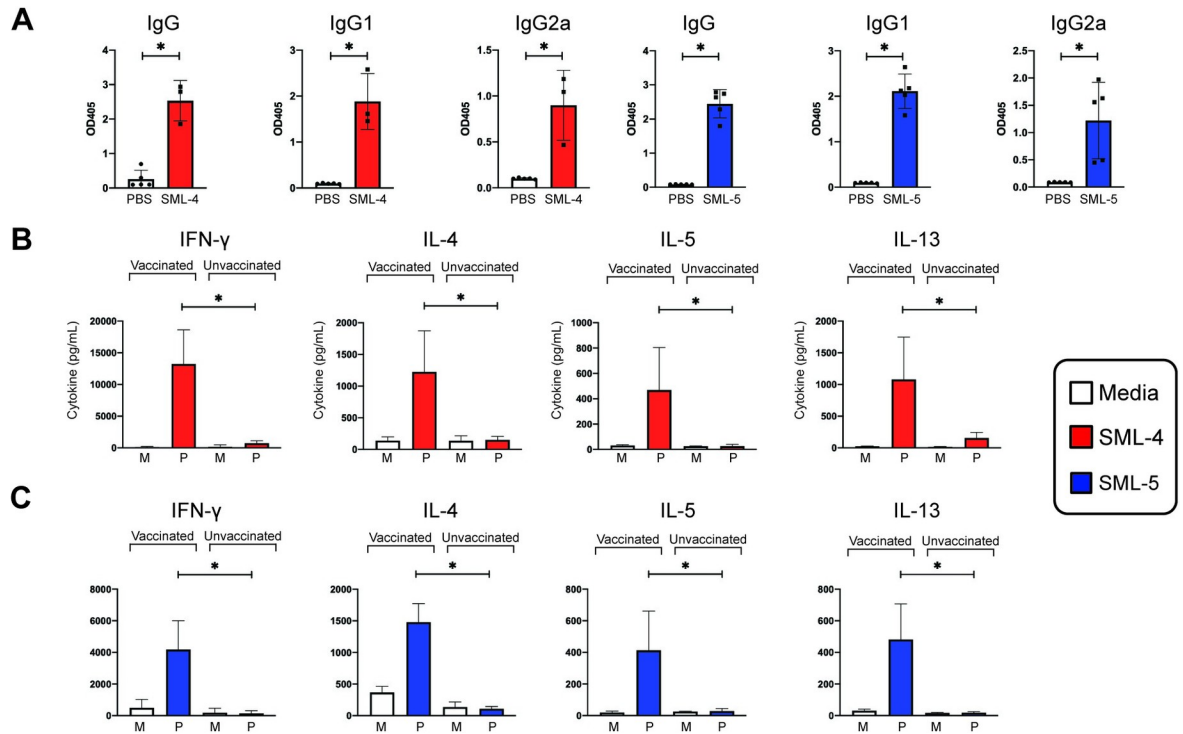 A
IgG IgG1 IgG2a IgG IgG1 IgG2a
* * * * * *
4 3 1.5 4 3 2.5
3 2 1.0 3 2 2.0
2 1 0.5 2 1 1.5
1 0 0.0 1 0 1.0
0 0 0.5
0.0
OD405 OD405 OD405 OD405 OD405 OD405
PBS SML-4 PBS SML-4 PBS SML-4 PBS SML-5 PBS SML-5 PBS SML-5
B
IFN-γ IL-4 IL-5 IL-13
Vaccinated Unvaccinated Vaccinated Unvaccinated Vaccinated Unvaccinated Vaccinated Unvaccinated
* * * *
20000 2000 1000 2000
15000 1500 800 1500
10000 1000 600 1000
5000 500 400 500
0 0 200 0
0
Cytokine (pg/mL) Cytokine (pg/mL) Cytokine (pg/mL) Cytokine (pg/mL)
M P M P M P M P M P M P M P M P
Media
SML-4
SML-5
C
IFN-γ IL-4 IL-5 IL-13
Vaccinated Unvaccinated Vaccinated Unvaccinated Vaccinated Unvaccinated Vaccinated Unvaccinated
* * * *
8000 2000 800 800
6000 1500 600 600
4000 1000 400 400
2000 500 200 200
0 0 0 0
M P M P M P M P M P M P M P M P